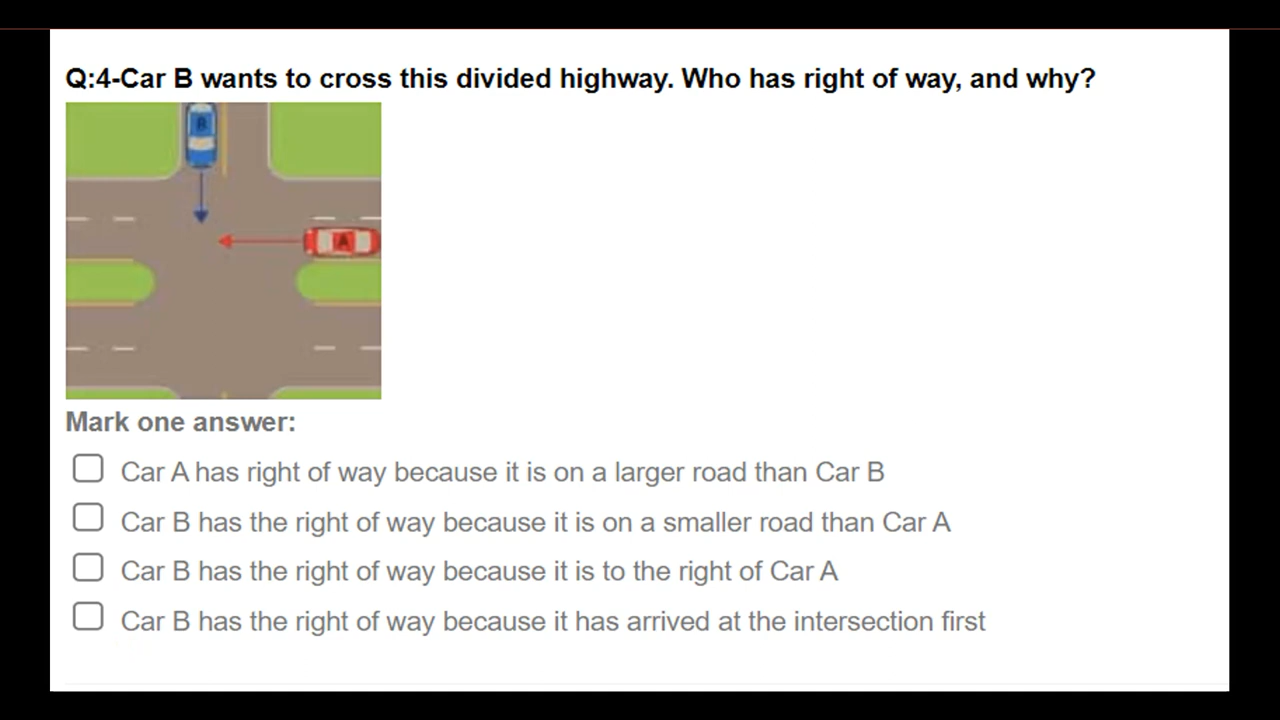 Q:4-Car B wants to cross this divided highway. Who has right of way, and why?
B
A
Mark one answer:
Car A has right of way because it is on a larger road than Car B
Car B has the right of way because it is on a smaller road than Car A
Car B has the right of way because it is to the right of Car A
Car B has the right of way because it has arrived at the intersection first